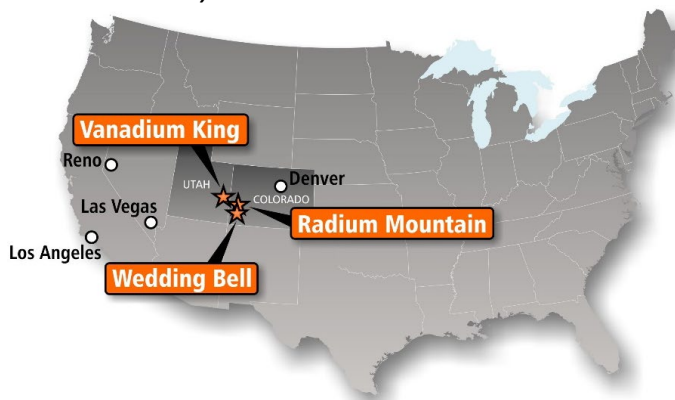 Vanadium King
Reno
UTAH
Denver
COLORADO
Las Vegas
Radium Mountain
Los Angeles
Wedding Bell